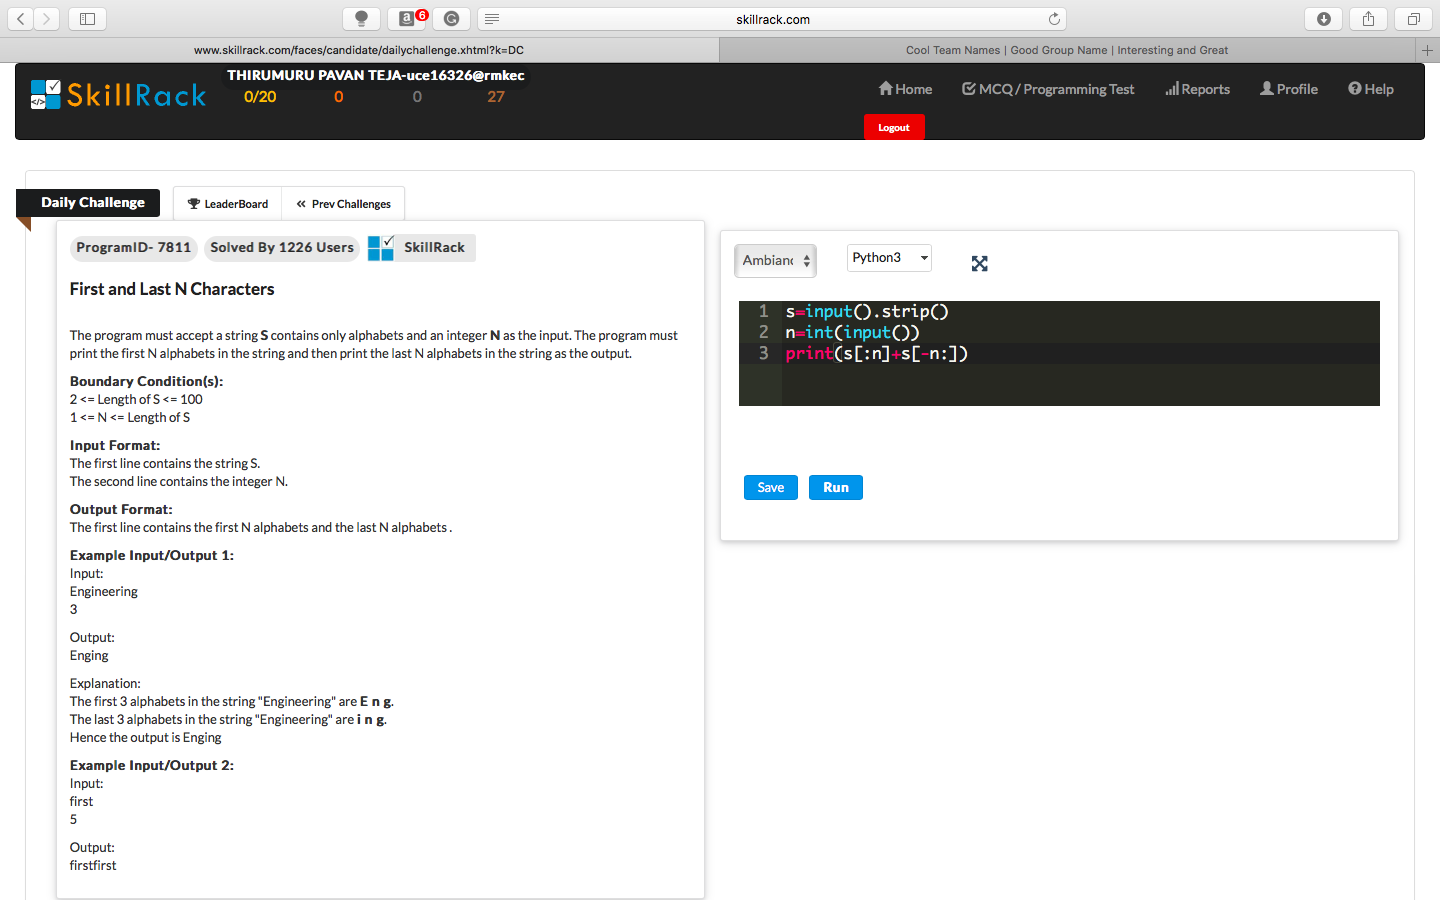 6
skillrack.com
www.skillrack.com/faces/candidate/dailychallenge.xhtml?k=DC
Cool Team Names | Good Group Name | Interesting and Great
SkillRack
THIRUMURU PAVAN TEJA-uce16326@rmkec
0/20 0 0 27
Home
MCQ / Programming Test
Reports
Profile
Help
Logout
Daily Challenge
LeaderBoard
Prev Challenges
ProgramID- 7811
Solved By 1226 Users
SkillRack
First and Last N Characters
The program must accept a string S contains only alphabets and an integer N as the input. The program must
print the first N alphabets in the string and then print the last N alphabets in the string as the output.
Boundary Condition(s):
2 <= Length of S <= 100
1 <= N <= Length of S
Input Format:
The first line contains the string S.
The second line contains the integer N.
Output Format:
The first line contains the first N alphabets and the last N alphabets .
Example Input/Output 1:
Input:
Engineering
3
Output:
Enging
Explanation:
The first 3 alphabets in the string "Engineering" are E n g.
The last 3 alphabets in the string "Engineering" are i n g.
Hence the output is Enging
Example Input/Output 2:
Input:
first
5
Output:
firstfirst
Ambianc
Python3
1 s=input().strip()
2 n=int(input())
3 print(s[:n]+s[-n:])
Save
Run